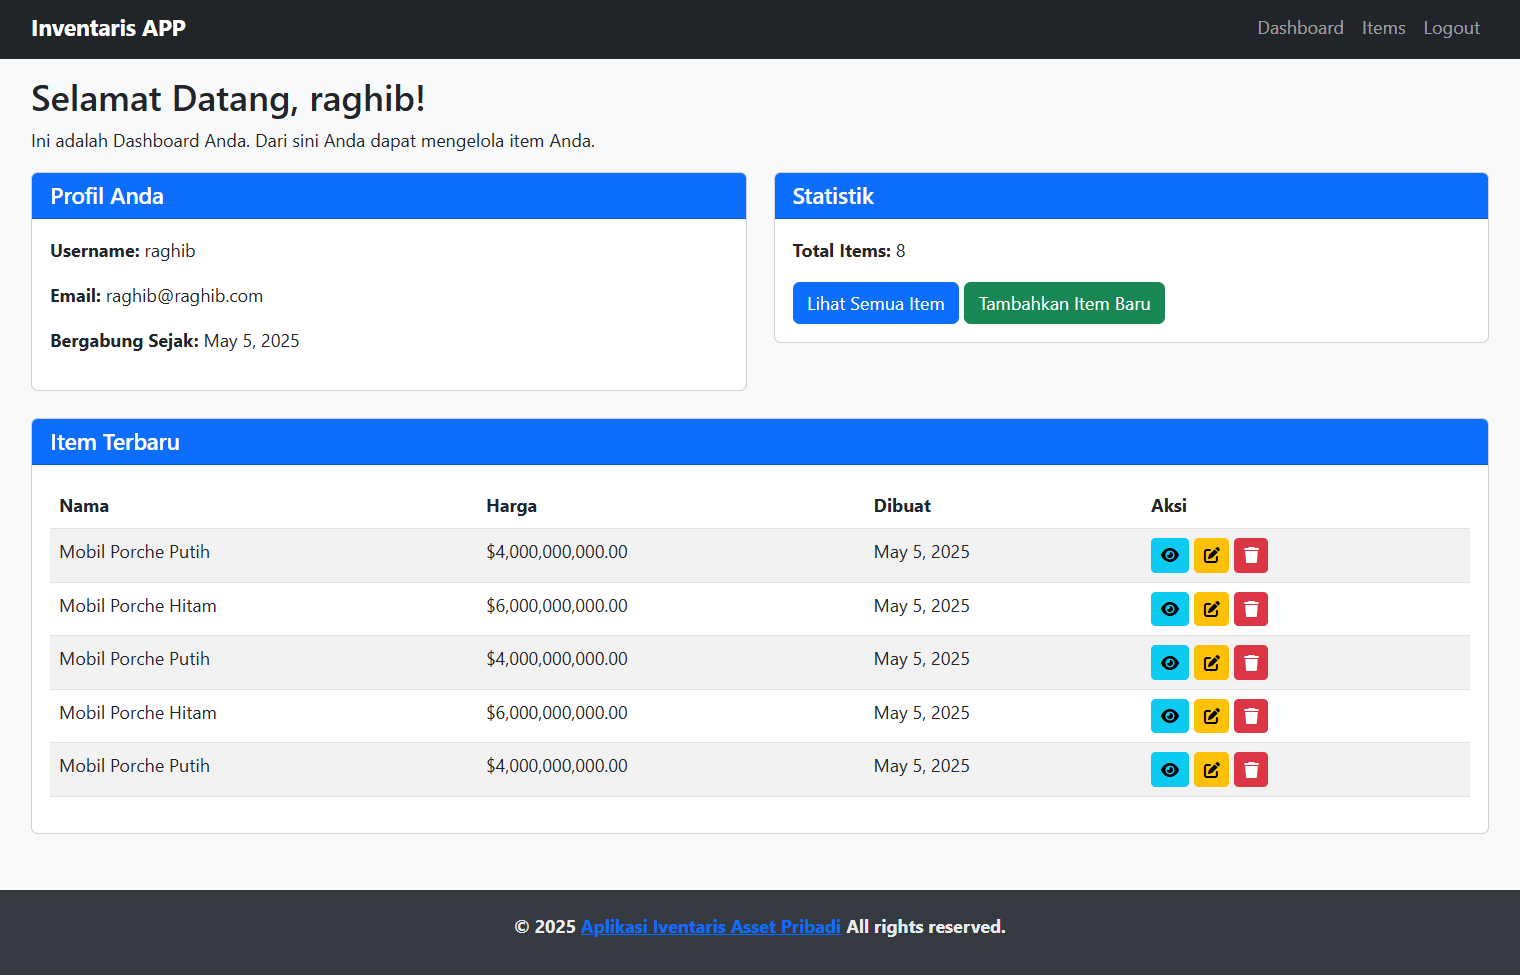 Inventaris APP
Dashboard Items Logout
Selamat Datang, raghib!
Ini adalah Dashboard Anda. Dari sini Anda dapat mengelola item Anda.
Profil Anda
Username: raghib
Email: raghib@raghib.com
Bergabung Sejak: May 5, 2025
Statistik
Total Items: 8
Lihat Semua Item Tambahkan Item Baru
Item Terbaru
Nama Harga Dibuat Aksi
Mobil Porche Putih $4,000,000,000.00 May 5, 2025
Mobil Porche Hitam $6,000,000,000.00 May 5, 2025
Mobil Porche Putih $4,000,000,000.00 May 5, 2025
Mobil Porche Hitam $6,000,000,000.00 May 5, 2025
Mobil Porche Putih $4,000,000,000.00 May 5, 2025
© 2025 Aplikasi Iventaris Asset Pribadi All rights reserved.